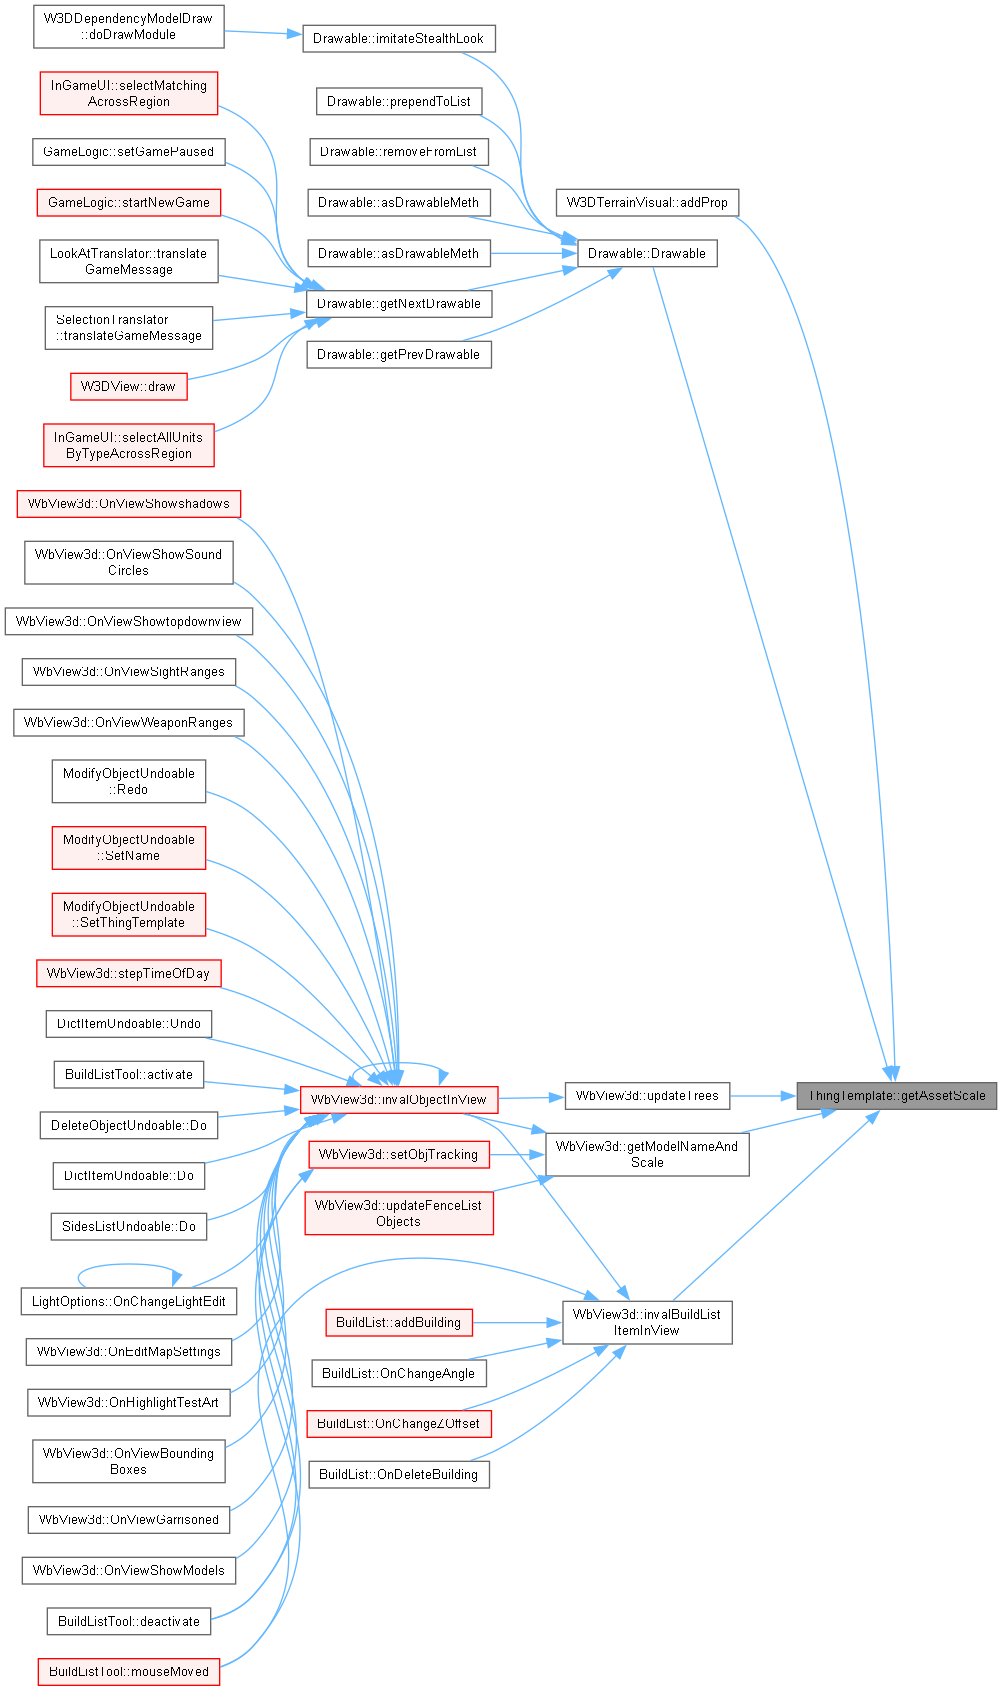 W3DDependencyModelDraw
::doDrawModule
Drawable::imitateStealthLook
InGameUI::selectMatching
AcrossRegion
Drawable::prependToList
GameLogic::setGamePaused
Drawable::removeFromList
GameLogic::startNewGame
Drawable::asDrawableMeth
W3DTerrainVisual::addProp
LookAtTranslator::translate
GameMessage
Drawable::asDrawableMeth
Drawable::Drawable
Drawable::getNextDrawable
SelectionTranslator
::translateGameMessage
Drawable::getPrevDrawable
W3DView::draw
InGameUI::selectAllUnits
ByTypeAcrossRegion
WbView3d::OnViewShowshadows
WbView3d::OnViewShowSound
Circles
WbView3d::OnViewShowtopdownview
WbView3d::OnViewSightRanges
WbView3d::OnViewWeaponRanges
ModifyObjectUndoable
::Redo
ModifyObjectUndoable
::SetName
ModifyObjectUndoable
::SetThingTemplate
WbView3d::stepTimeOfDay
DictItemUndoable::Undo
BuildListTool::activate
WbView3d::invalObjectInView
WbView3d::updateTrees
ThingTemplate::getAssetScale
DeleteObjectUndoable::Do
WbView3d::setObjTracking
WbView3d::getModelNameAnd
Scale
DictItemUndoable::Do
WbView3d::updateFenceList
Objects
SidesListUndoable::Do
LightOptions::OnChangeLightEdit
BuildList::addBuilding
WbView3d::invalBuildList
ItemInView
WbView3d::OnEditMapSettings
BuildList::OnChangeAngle
WbView3d::OnHighlightTestArt
BuildList::OnChangeZOffset
WbView3d::OnViewBounding
Boxes
BuildList::OnDeleteBuilding
WbView3d::OnViewGarrisoned
WbView3d::OnViewShowModels
BuildListTool::deactivate
BuildListTool::mouseMoved